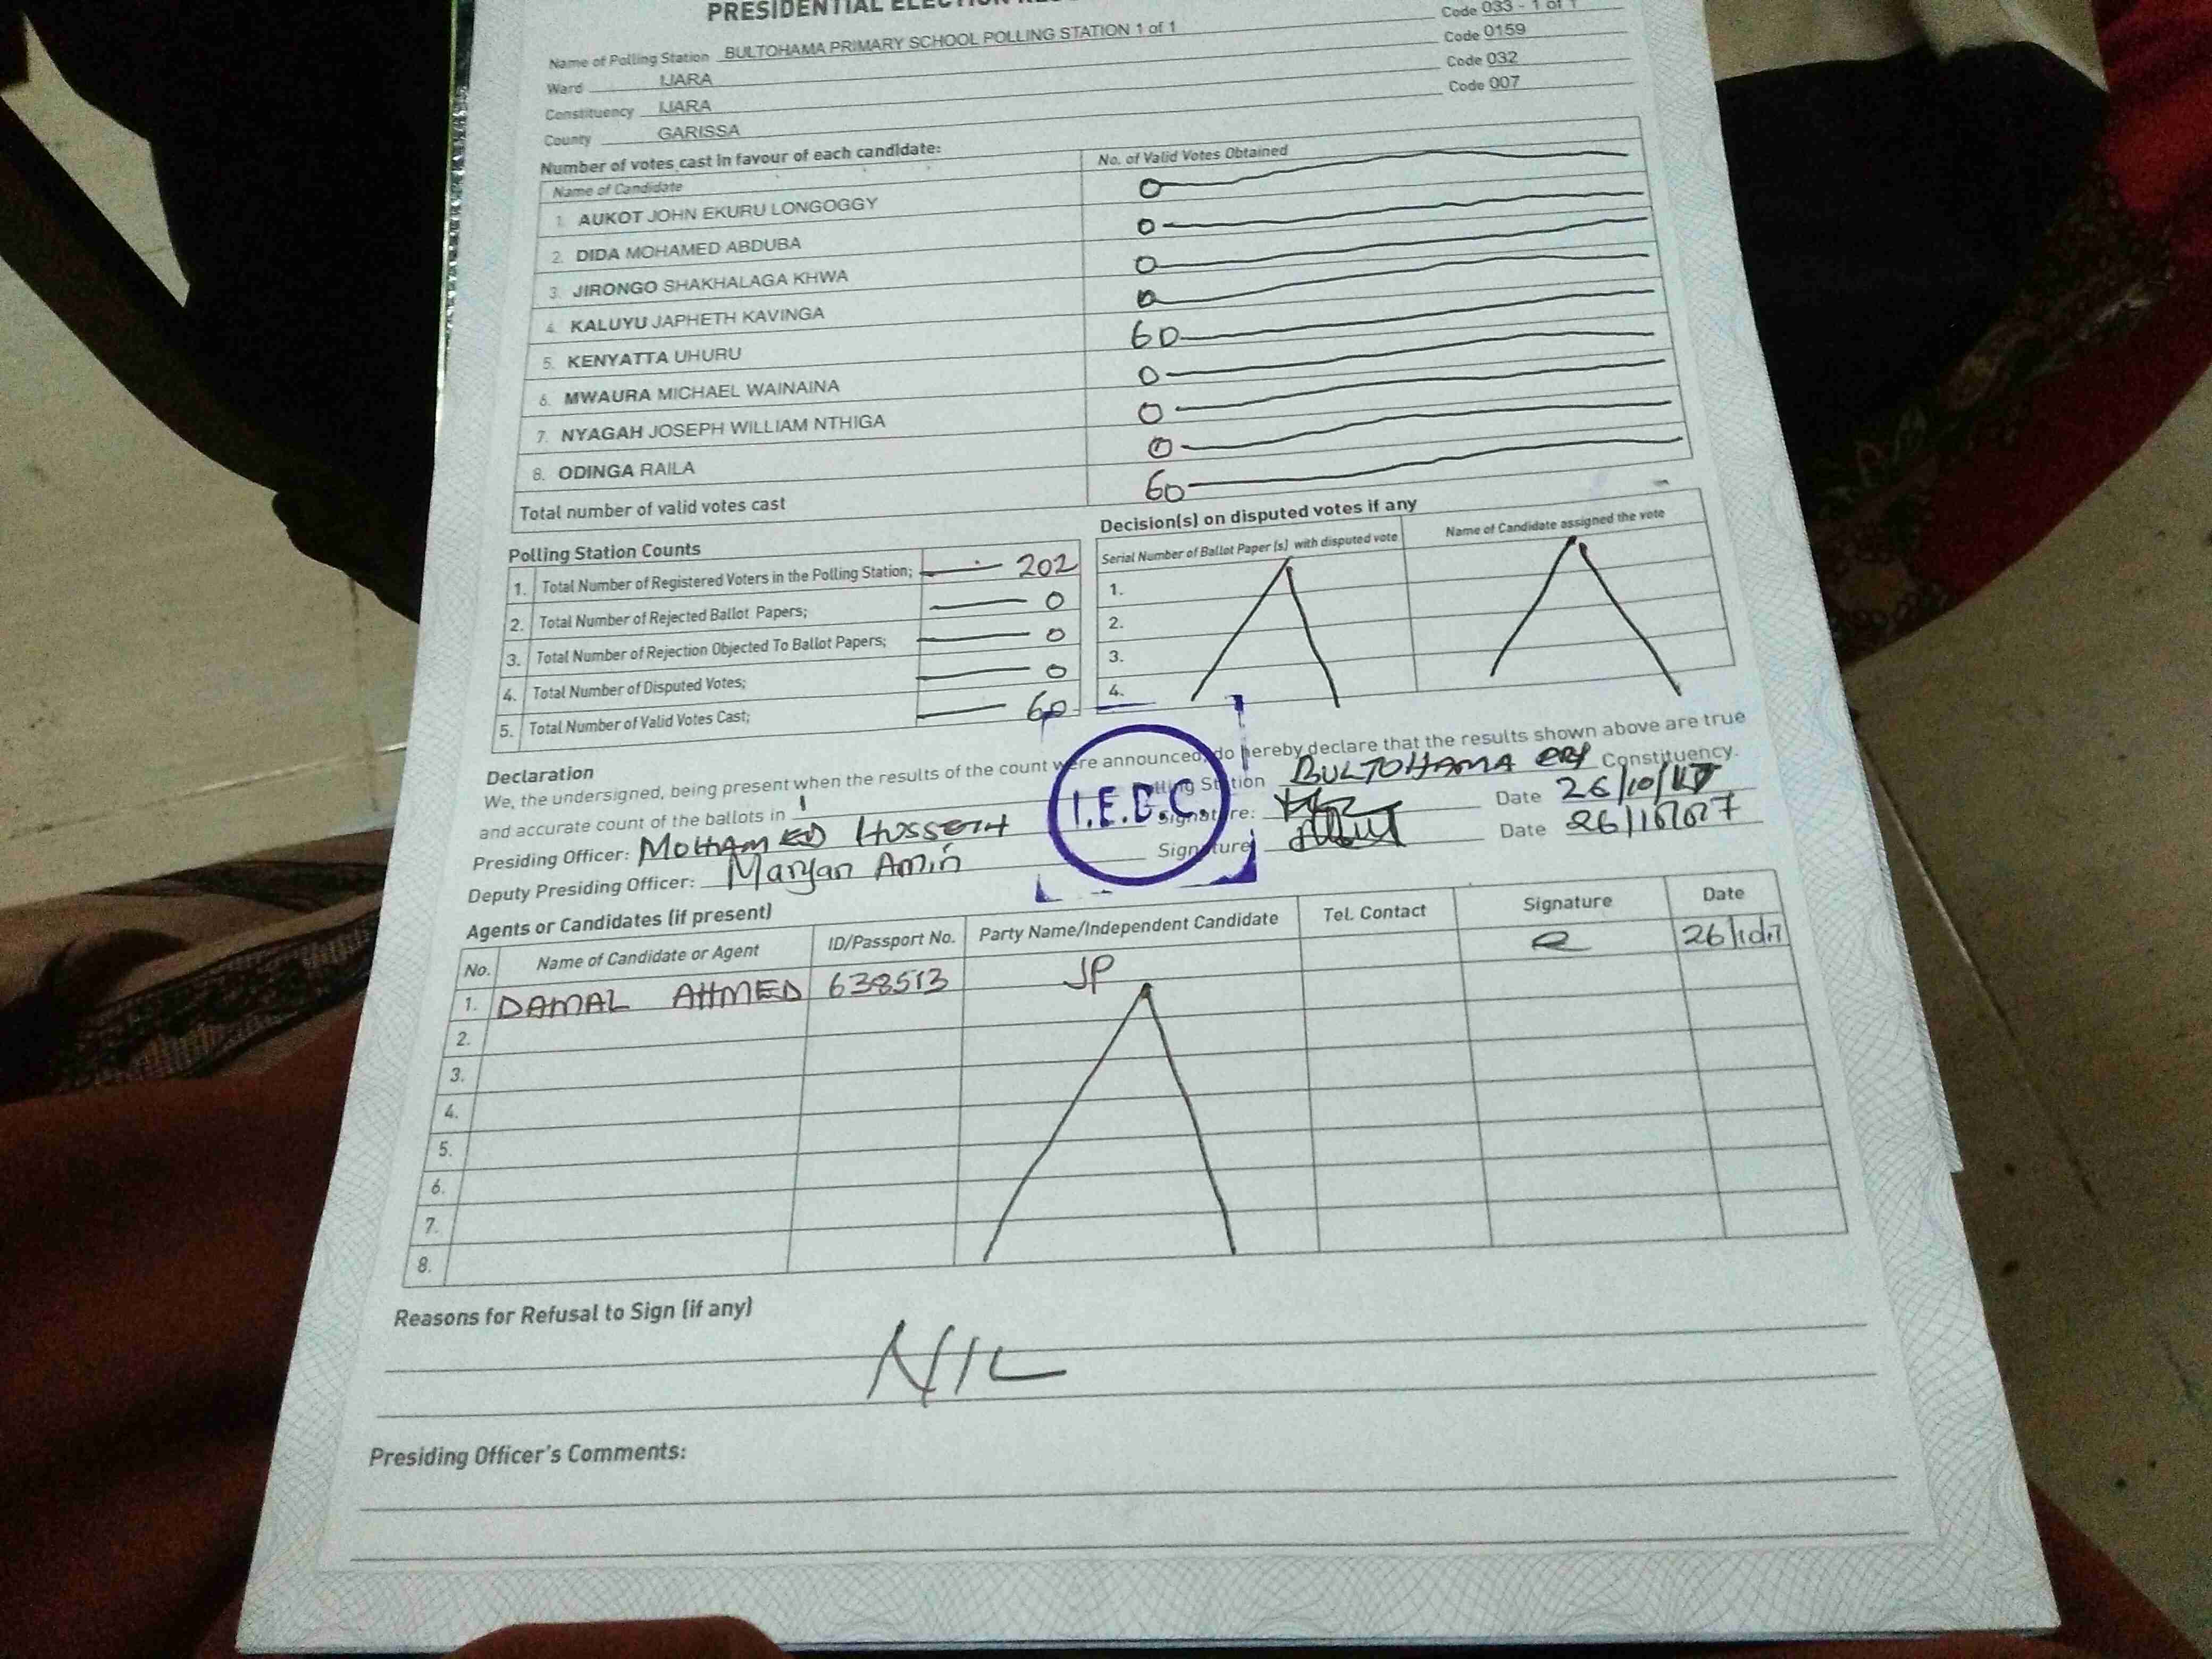 PRESIDENTIAL ELECTION
Name of Polling Station BULTOHAMA PRIMARY SCHOOL POLLING STATION 1 of 1 Code 033 - 1 of 1
Ward IJARA Code 0159
Constituency IJARA Code 032
County GARISSA Code 007
Number of votes cast in favour of each candidate:
Name of Candidate No. of Valid Votes Obtained
1. AUKOT JOHN EKURU LONGOGGY 0
2. DIDA MOHAMED ABDUBA 0
3. JIRONGO SHAKHALAGA KHWA 0
4. KALUYU JAPHETH KAVINGA 0
5. KENYATTA UHURU 60
6. MWAURA MICHAEL WAINAINA 0
7. NYAGAH JOSEPH WILLIAM NTHIGA 0
8. ODINGA RAILA 0
Total number of valid votes cast 60
Polling Station Counts
1. Total Number of Registered Voters in the Polling Station; 202
2. Total Number of Rejected Ballot Papers; 0
3. Total Number of Rejection Objected To Ballot Papers; 0
4. Total Number of Disputed Votes; 0
5. Total Number of Valid Votes Cast; 60
Decision(s) on disputed votes if any
Serial Number of Ballot Paper (s) with disputed vote Name of Candidate assigned the vote
1.
2.
3.
4.
Declaration
We, the undersigned, being present when the results of the count were announced, do hereby declare that the results shown above are true
and accurate count of the ballots in 1 Polling Station BULTOHAMA Constituency.
Presiding Officer: MOHAMED HUSSEIN Signature: Date 26/10/17
Deputy Presiding Officer: Maryan Amin Signature Date 26/10/2017
I.E.B.C.
Agents or Candidates (if present)
No. Name of Candidate or Agent ID/Passport No. Party Name/Independent Candidate Tel. Contact Signature Date
1. DAMAL AHMED 638513 JP 26/10/17
2.
3.
4.
5.
6.
7.
8.
Reasons for Refusal to Sign (if any)
NIL
Presiding Officer's Comments: